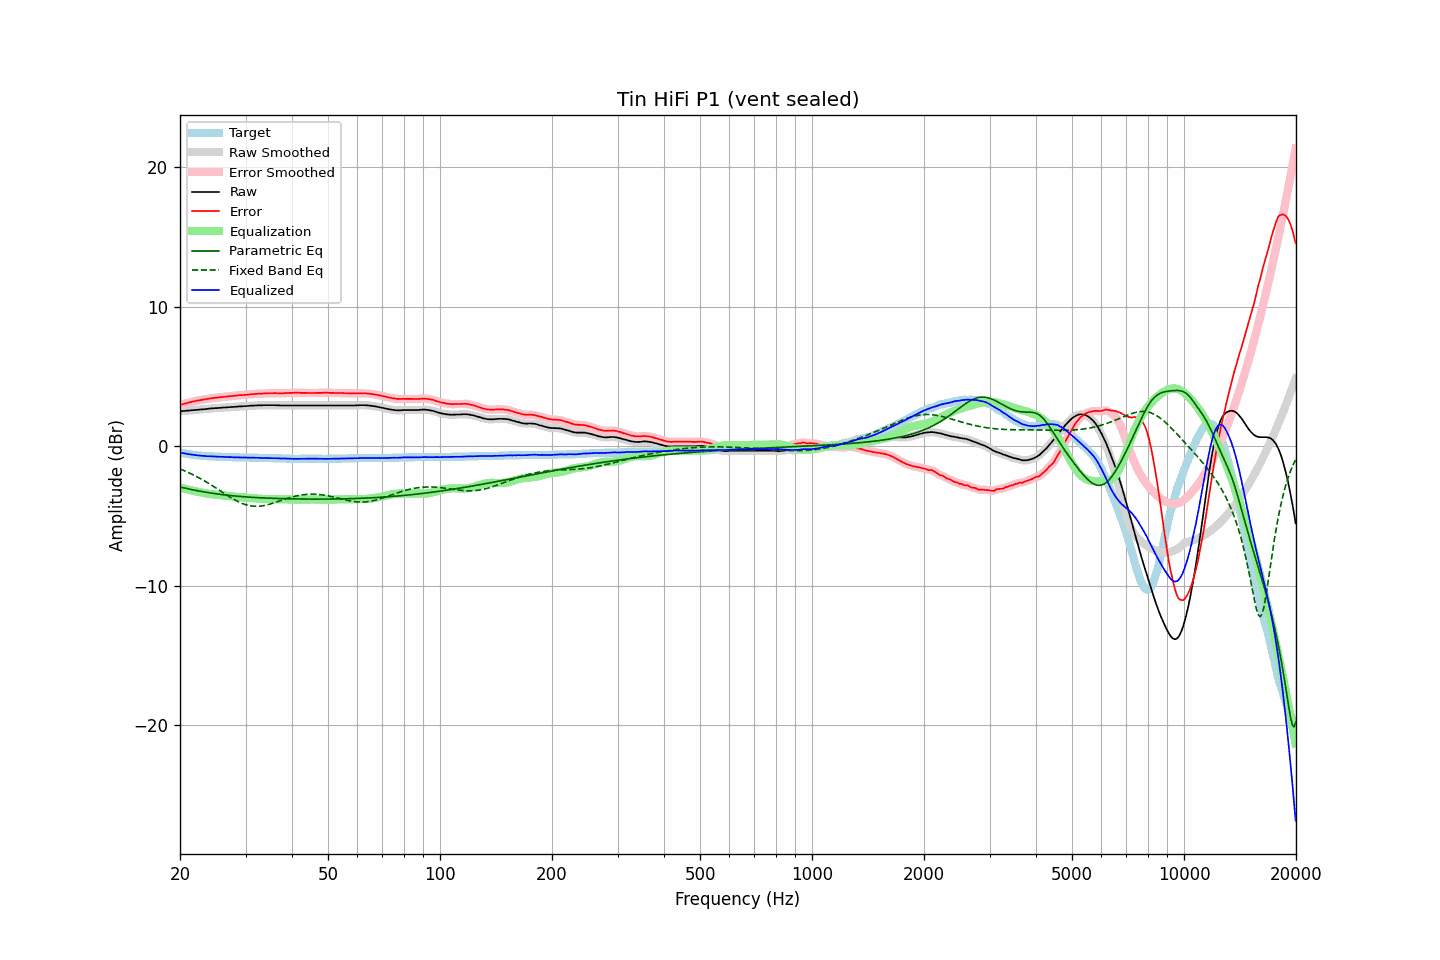 Tin HiFi P1 (vent sealed)
Target
Raw Smoothed
Error Smoothed
Raw
Error
Equalization
Parametric Eq
Fixed Band Eq
Equalized
Amplitude (dBr)
20
10
0
−10
−20
20 50 100 200 500 1000 2000 5000 10000 20000
Frequency (Hz)